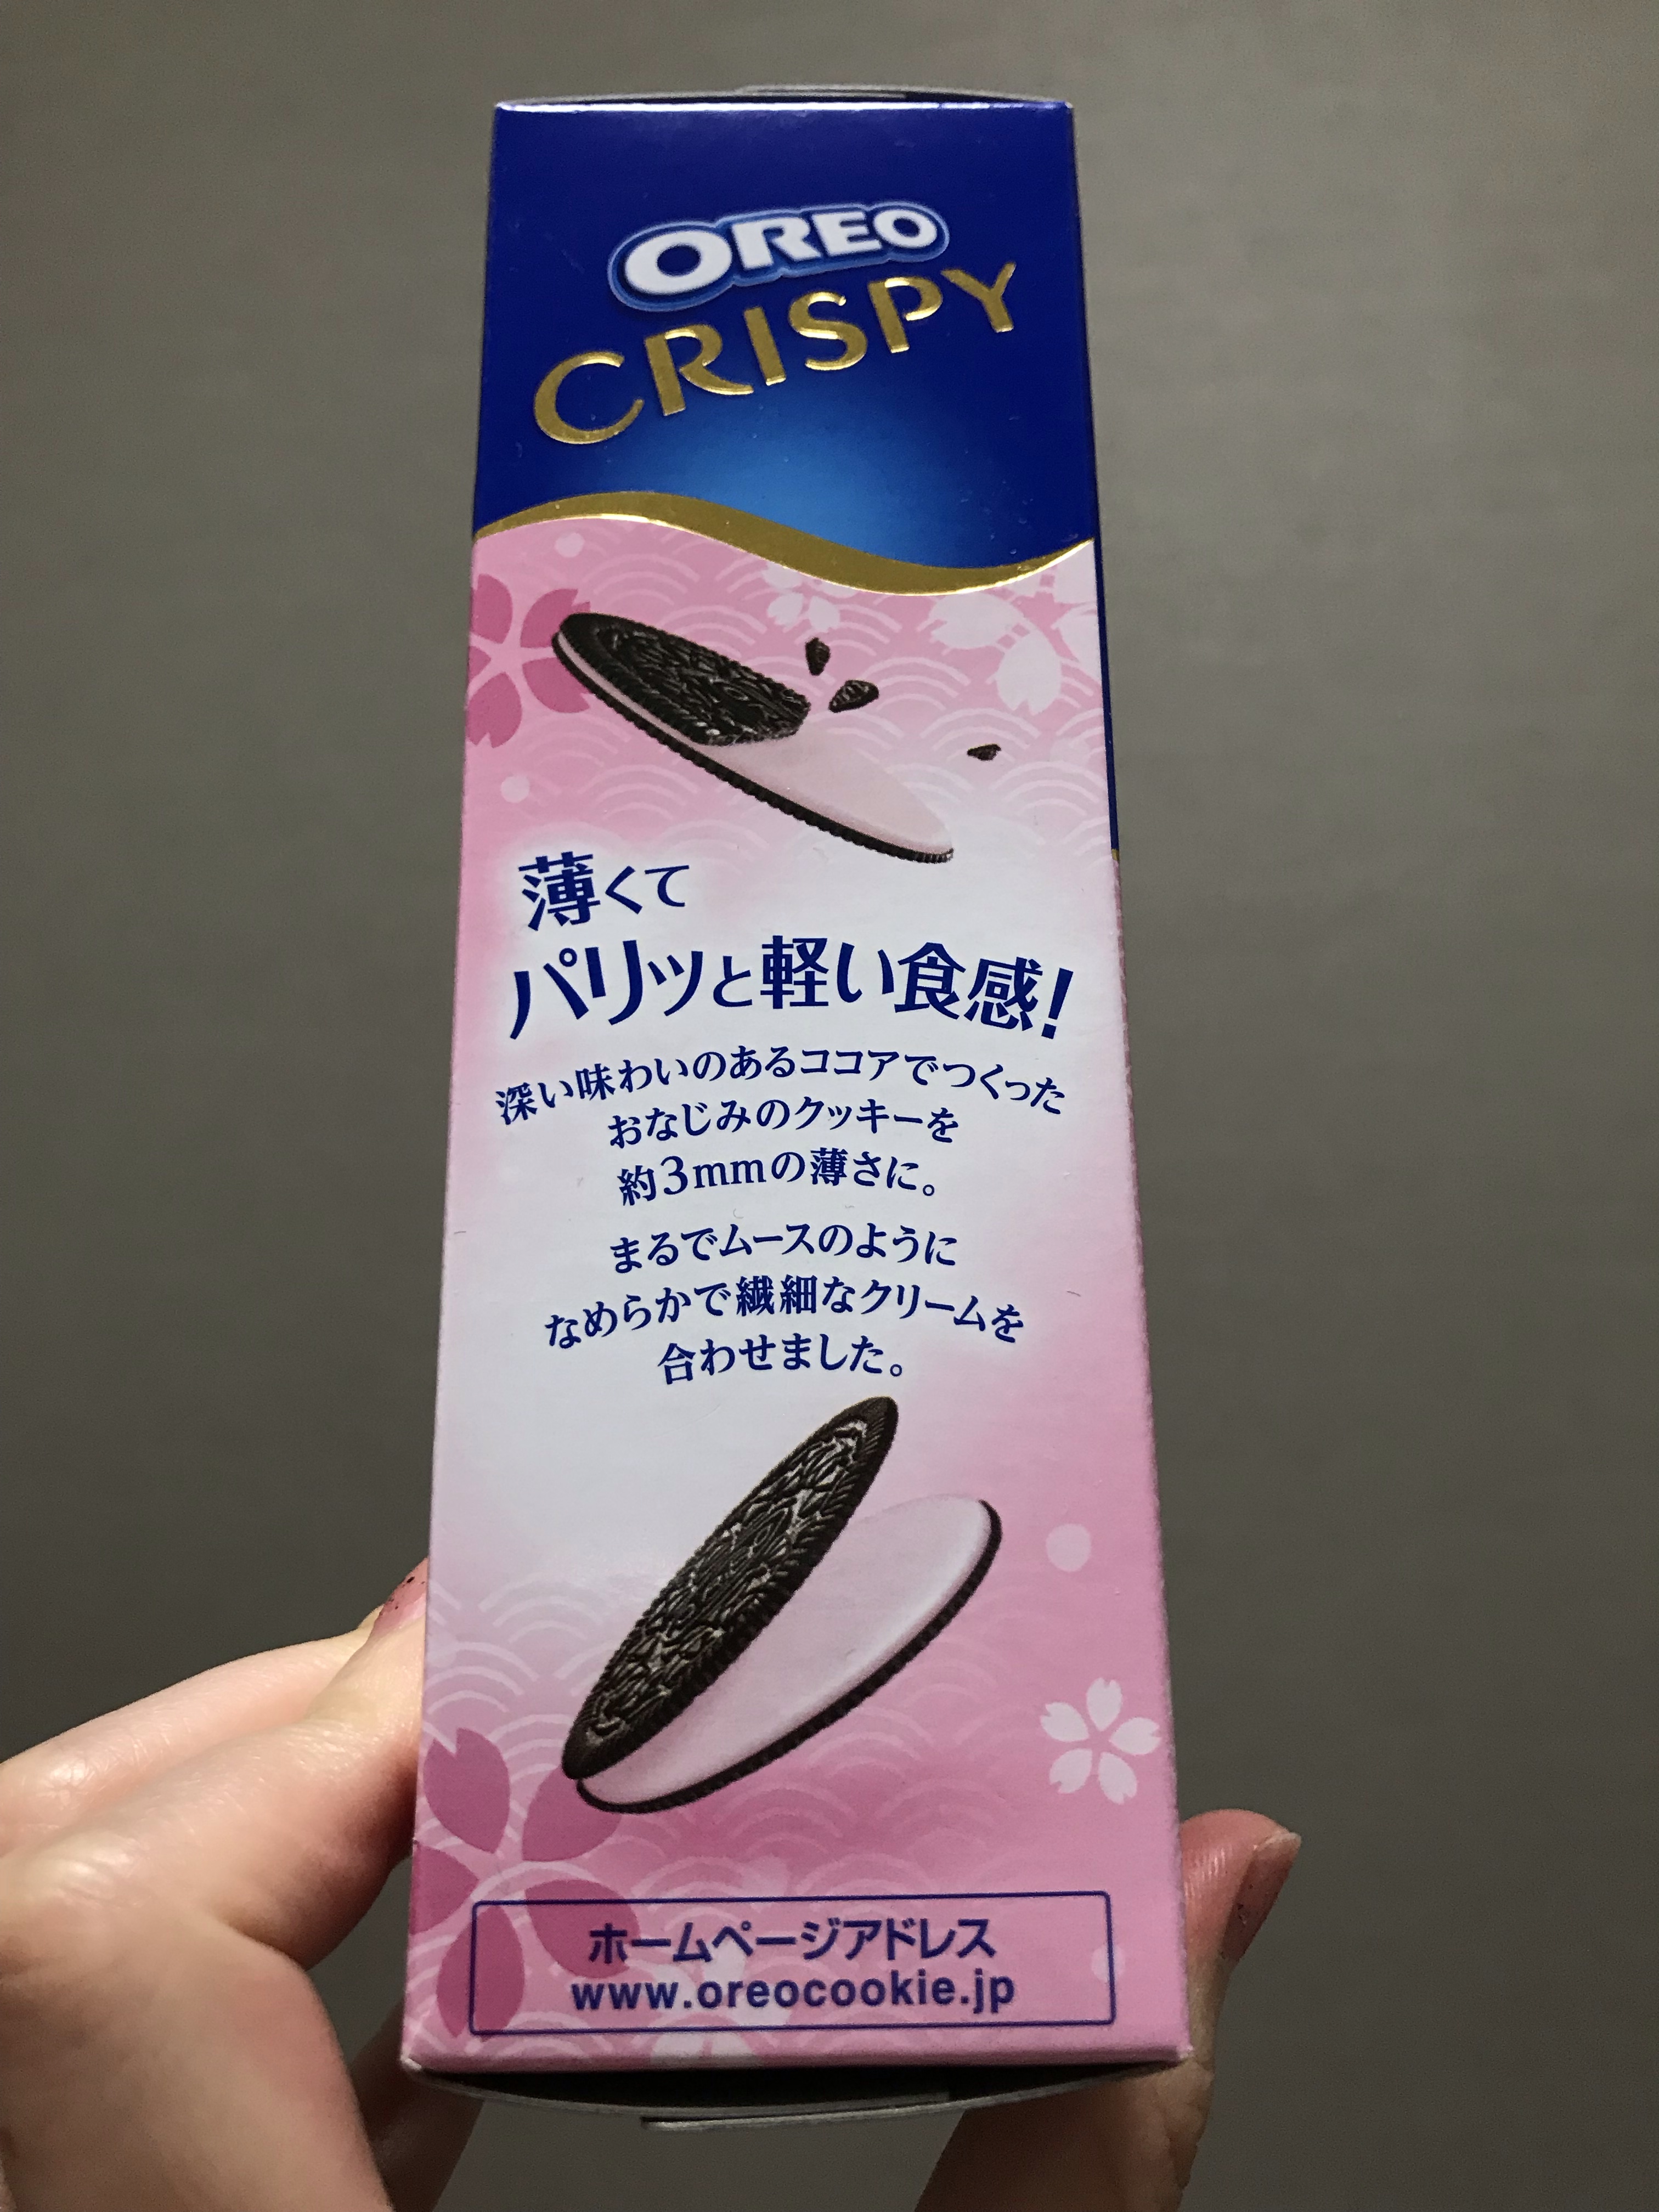 OREO
CRISPY
薄くて
パリッと軽い食感!
深い味わいのあるココアでつくった
おなじみのクッキーを
約3mmの薄さに。
まるでムースのように
なめらかで繊細なクリームを
合わせました。
ホームページアドレス
www.oreocookie.jp